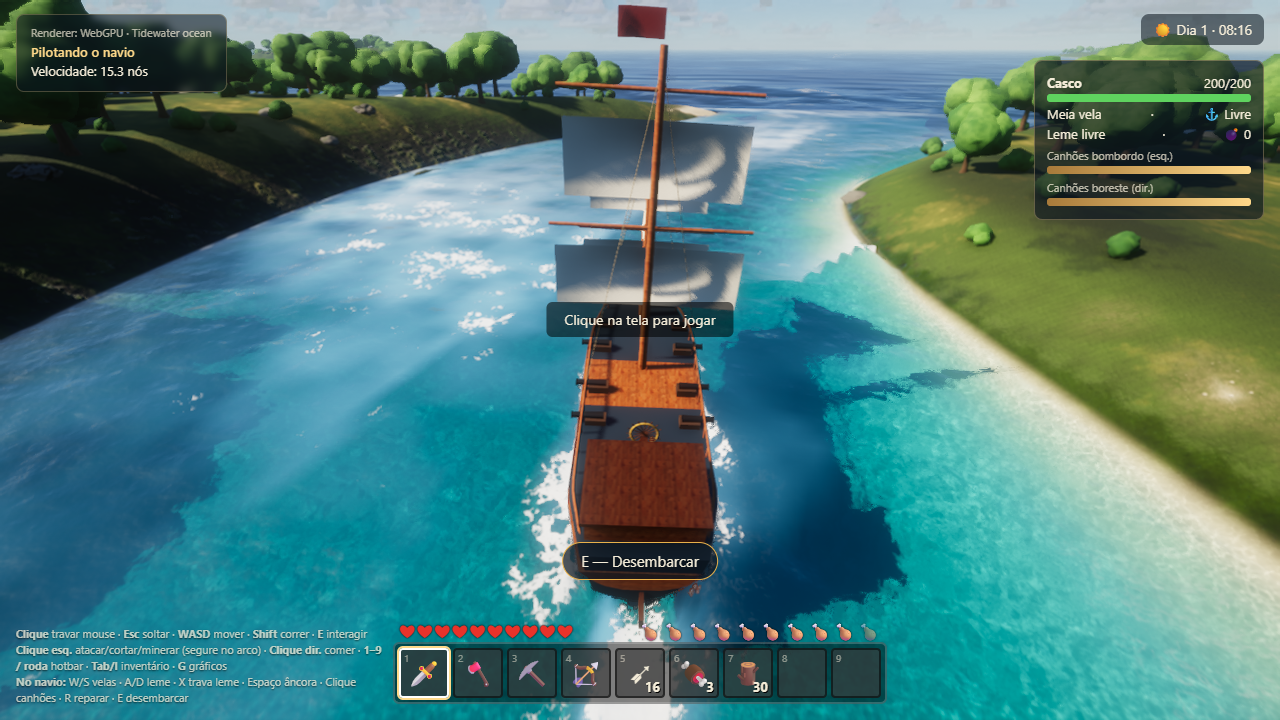 Renderer: WebGPU · Tidewater ocean
Pilotando o navio
Velocidade: 15.3 nós
Dia 1 · 08:16
Casco 200/200
Meia vela · Livre
Leme livre · 0
Canhões bombordo (esq.)
Canhões boreste (dir.)
Clique na tela para jogar
E — Desembarcar
Clique travar mouse · Esc soltar · WASD mover · Shift correr · E interagir
Clique esq. atacar/cortar/minerar (segure no arco) · Clique dir. comer · 1–9
/ roda hotbar · Tab/I inventário · G gráficos
No navio: W/S velas · A/D leme · X trava leme · Espaço âncora · Clique
canhões · R reparar · E desembarcar
1 2 3 4 5 6 7 8 9
16 3 30